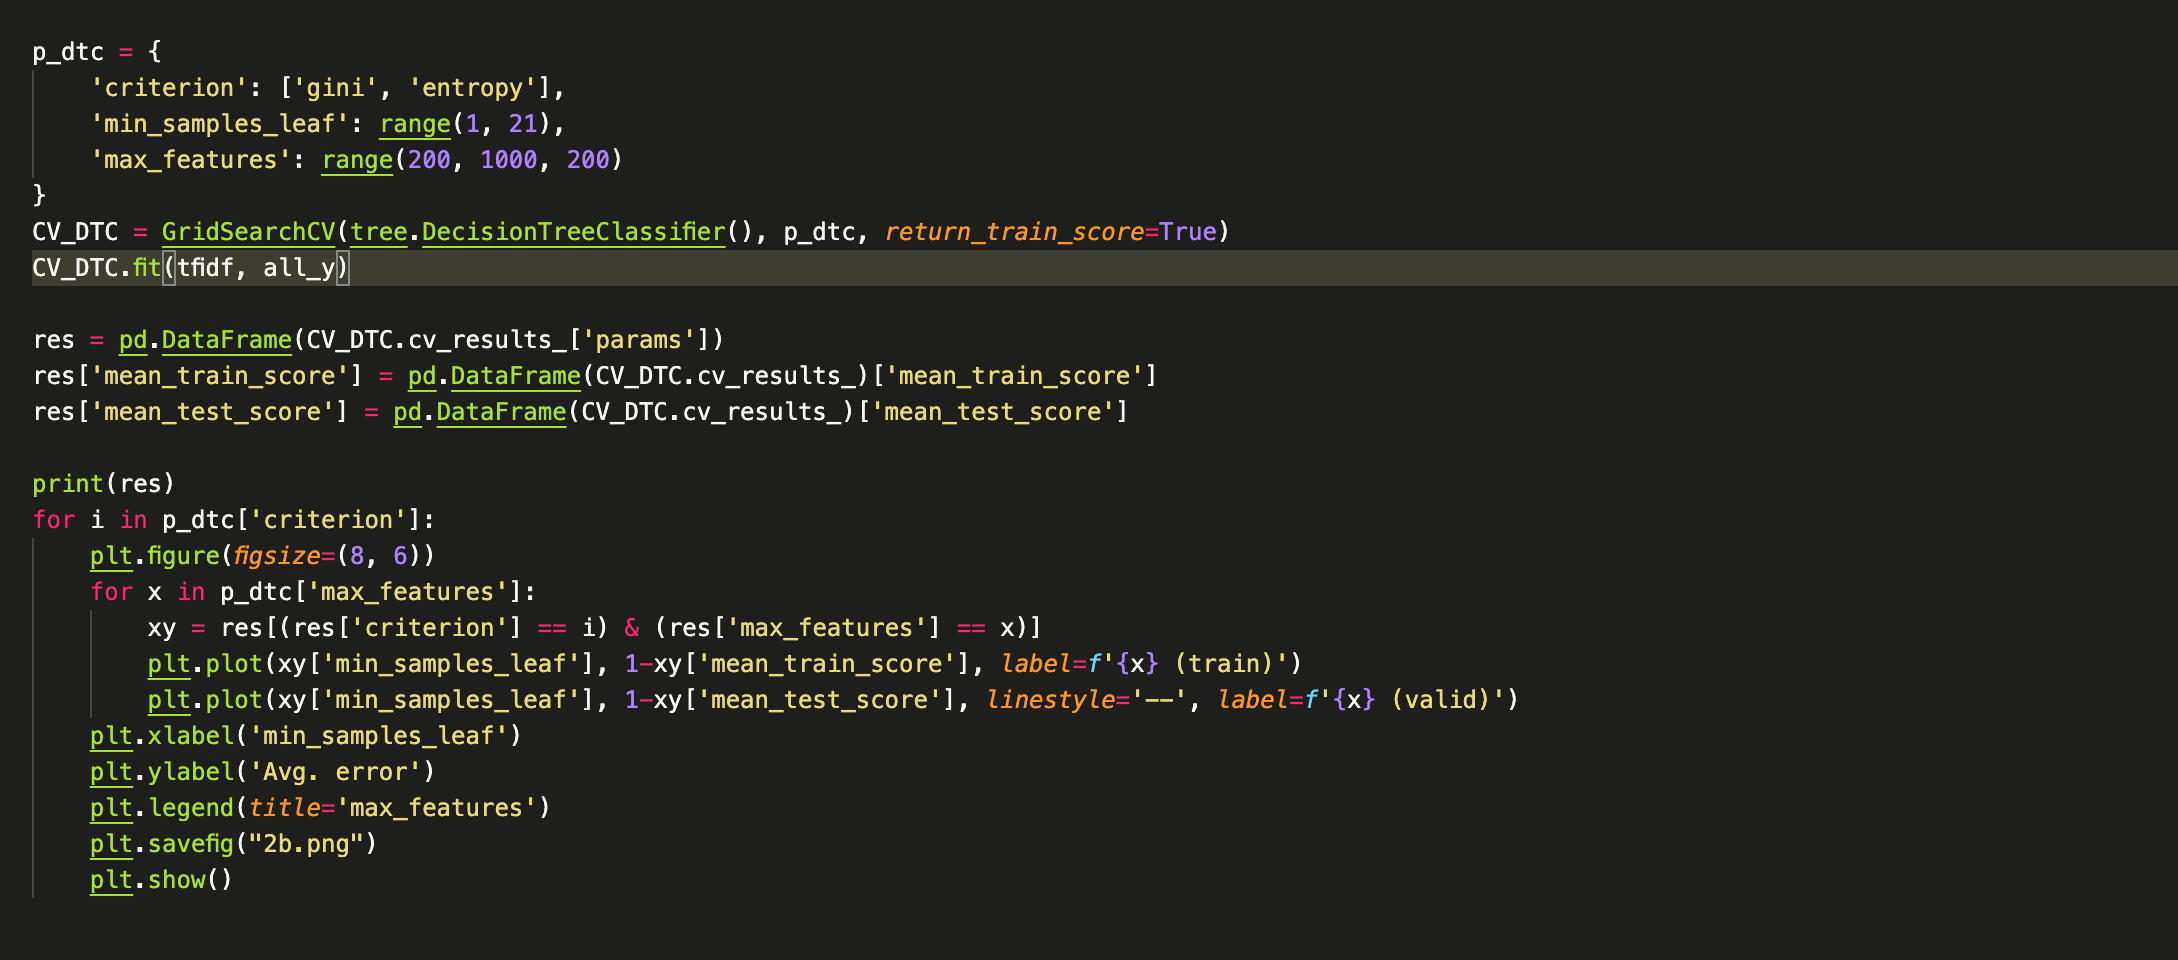 p_dtc = {
    'criterion': ['gini', 'entropy'],
    'min_samples_leaf': range(1, 21),
    'max_features': range(200, 1000, 200)
}
CV_DTC = GridSearchCV(tree.DecisionTreeClassifier(), p_dtc, return_train_score=True)
CV_DTC.fit(tfidf, all_y)

res = pd.DataFrame(CV_DTC.cv_results_['params'])
res['mean_train_score'] = pd.DataFrame(CV_DTC.cv_results_)['mean_train_score']
res['mean_test_score'] = pd.DataFrame(CV_DTC.cv_results_)['mean_test_score']

print(res)
for i in p_dtc['criterion']:
    plt.figure(figsize=(8, 6))
    for x in p_dtc['max_features']:
        xy = res[(res['criterion'] == i) & (res['max_features'] == x)]
        plt.plot(xy['min_samples_leaf'], 1-xy['mean_train_score'], label=f'{x} (train)')
        plt.plot(xy['min_samples_leaf'], 1-xy['mean_test_score'], linestyle='--', label=f'{x} (valid)')
    plt.xlabel('min_samples_leaf')
    plt.ylabel('Avg. error')
    plt.legend(title='max_features')
    plt.savefig("2b.png")
    plt.show()